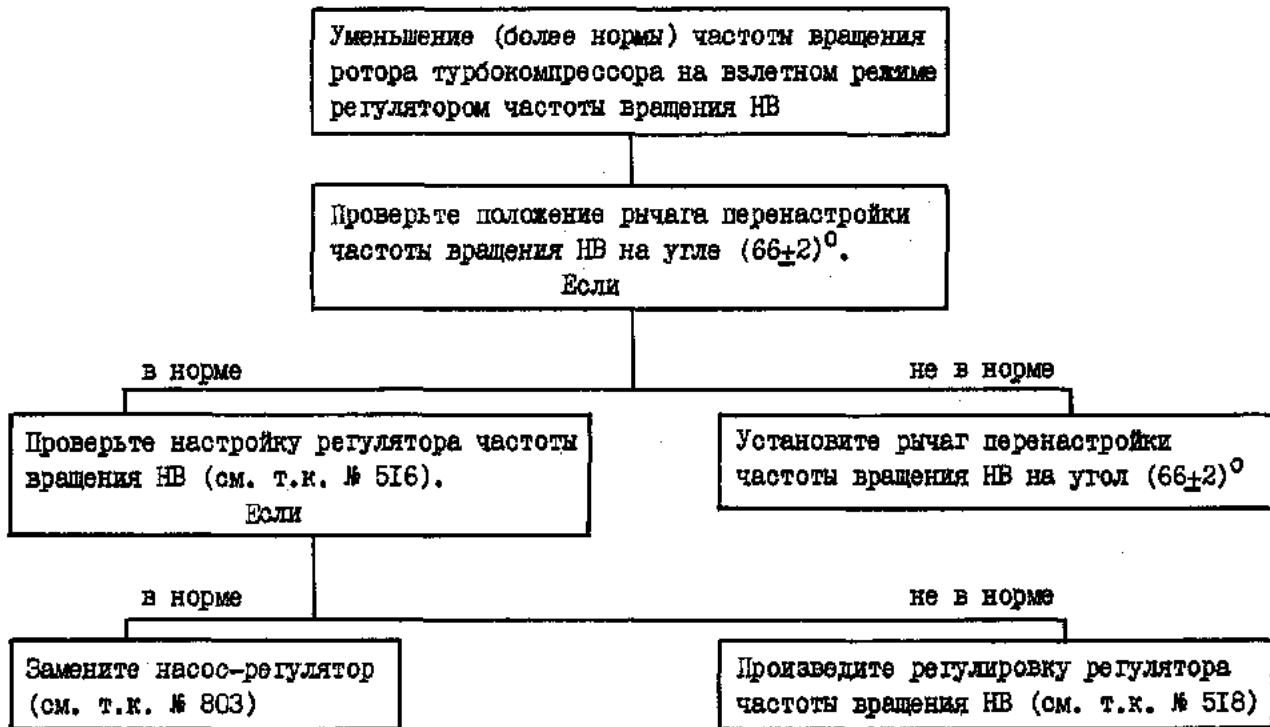 Уменьшение (более нормы) частоты вращения
ротора турбокомпрессора на взлетном режиме
регулятором частоты вращения НВ
Проверьте положение рычага перенастройки
частоты вращения НВ на угле (66±2)⁰.
Если
в норме
не в норме
Проверьте настройку регулятора частоты
вращения НВ (см. т.к. № 516).
Если
Установите рычаг перенастройки
частоты вращения НВ на угол (66±2)⁰
в норме
не в норме
Замените насос-регулятор
(см. т.к. № 803)
Произведите регулировку регулятора
частоты вращения НВ (см. т.к. № 518)